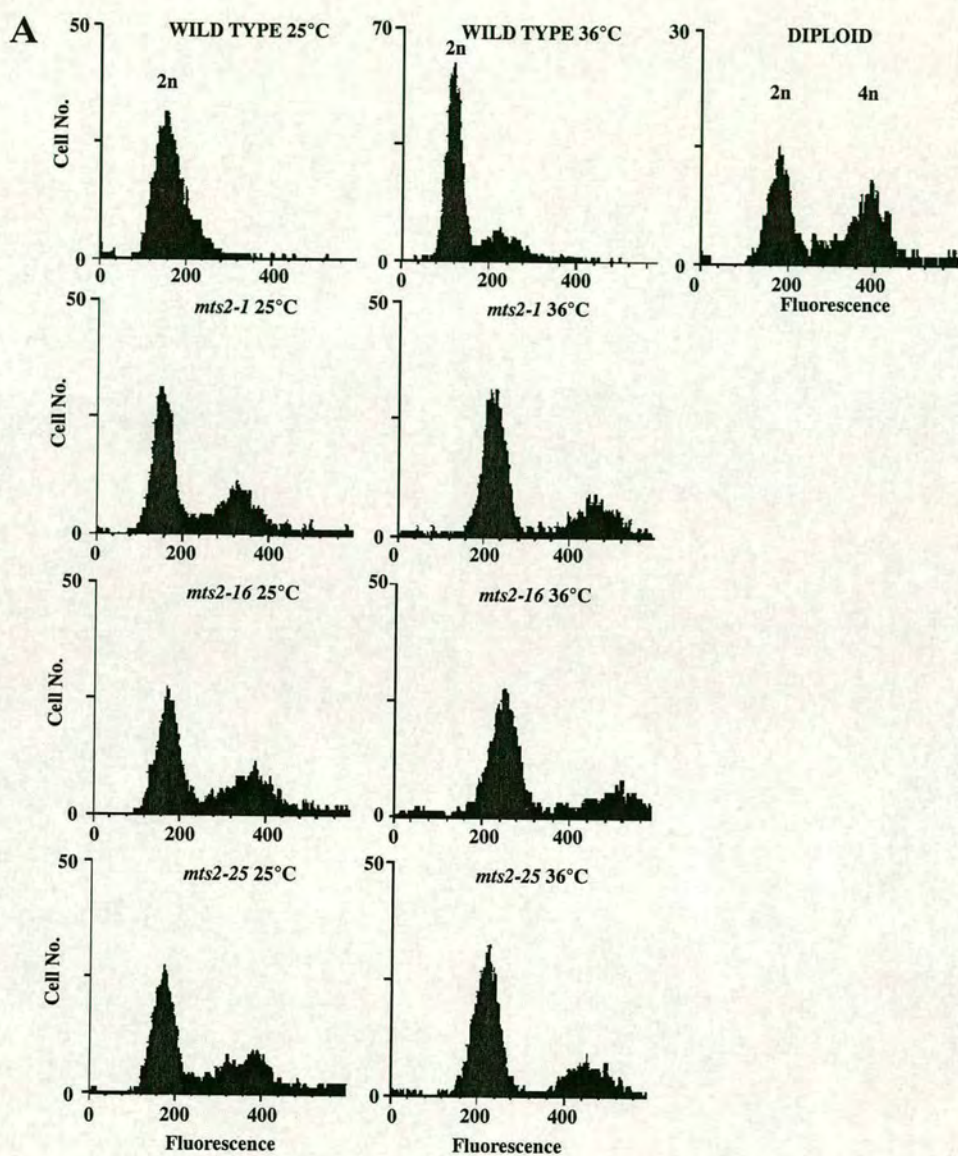 A
WILD TYPE 25°C
50
2n
Cell No.
0
0 200 400
WILD TYPE 36°C
70
2n
0
0 200 400
DIPLOID
30
2n 4n
0
200 400
Fluorescence
mts2-1 25°C
50
Cell No.
0
0 200 400
mts2-1 36°C
50
0
0 200 400
mts2-16 25°C
50
Cell No.
0
0 200 400
mts2-16 36°C
50
0
0 200 400
mts2-25 25°C
50
Cell No.
0
0 200 400
Fluorescence
mts2-25 36°C
50
0
0 200 400
Fluorescence